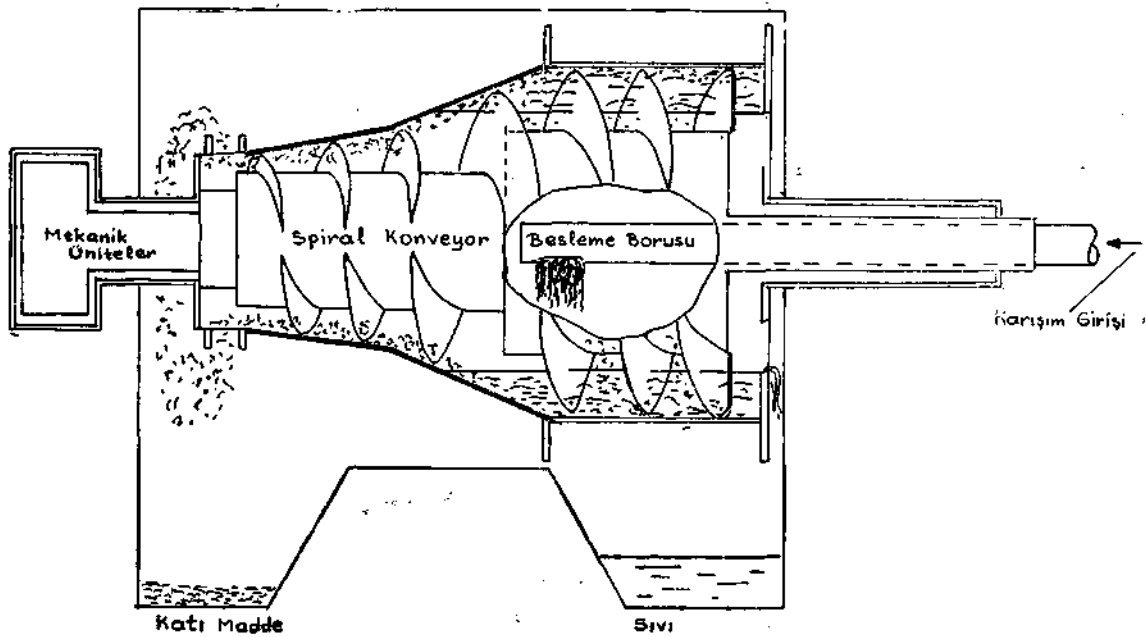 Mekanik
Üniteler
Spiral Konveyor
Besleme Borusu
Karışım Girişi
Katı Madde
Sıvı